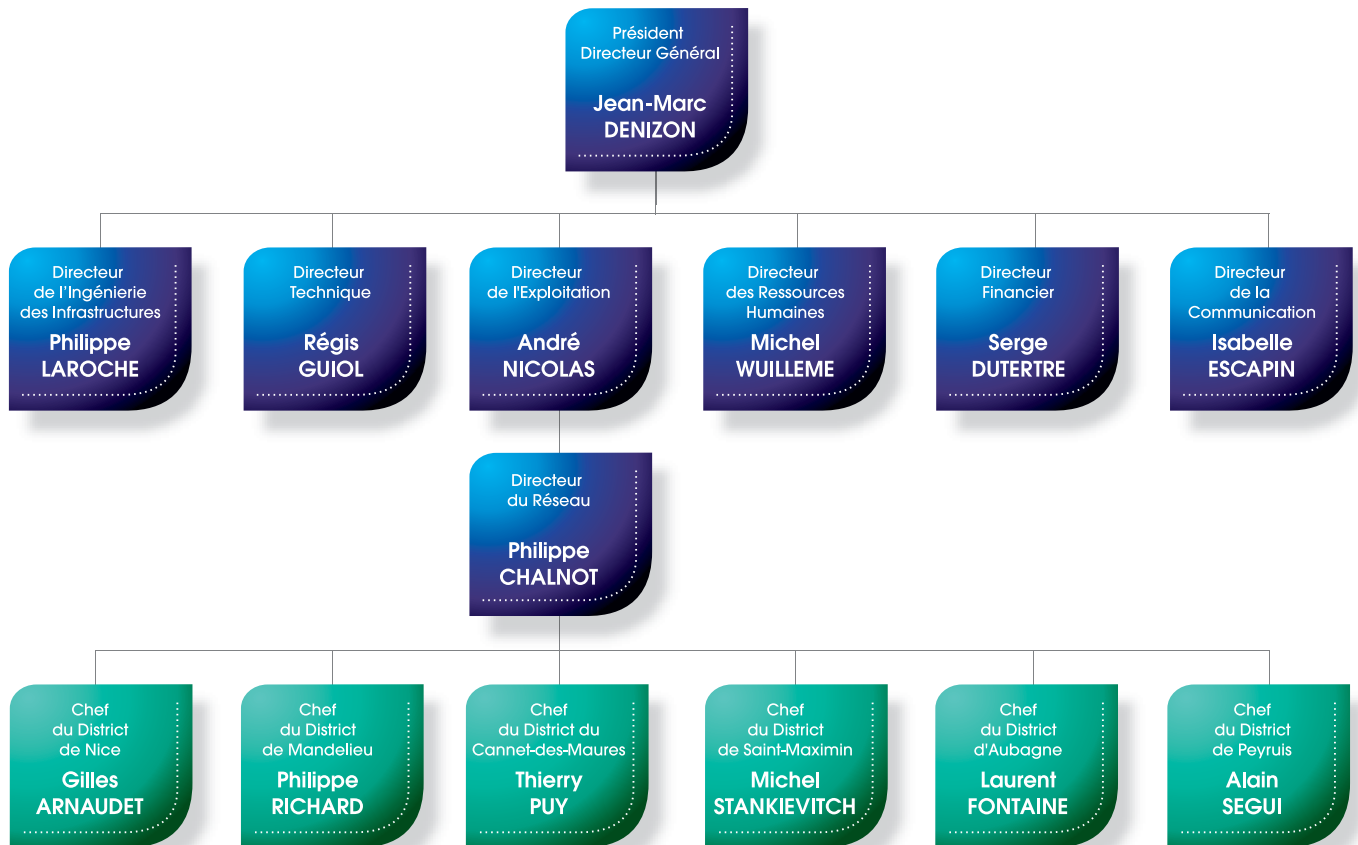 Président
Directeur Général
Jean-Marc
DENIZON
Directeur
de l'Ingénierie
des Infrastructures
Philippe
LAROCHE
Directeur
Technique
Régis
GUIOL
Directeur
de l'Exploitation
André
NICOLAS
Directeur
des Ressources
Humaines
Michel
WUILLEME
Directeur
Financier
Serge
DUTERTRE
Directeur
de la
Communication
Isabelle
ESCAPIN
Directeur
du Réseau
Philippe
CHALNOT
Chef
du District
de Nice
Gilles
ARNAUDET
Chef
du District
de Mandelieu
Philippe
RICHARD
Chef
du District du
Cannet-des-Maures
Thierry
PUY
Chef
du District
de Saint-Maximin
Michel
STANKIEVITCH
Chef
du District
d'Aubagne
Laurent
FONTAINE
Chef
du District
de Peyruis
Alain
SEGUI